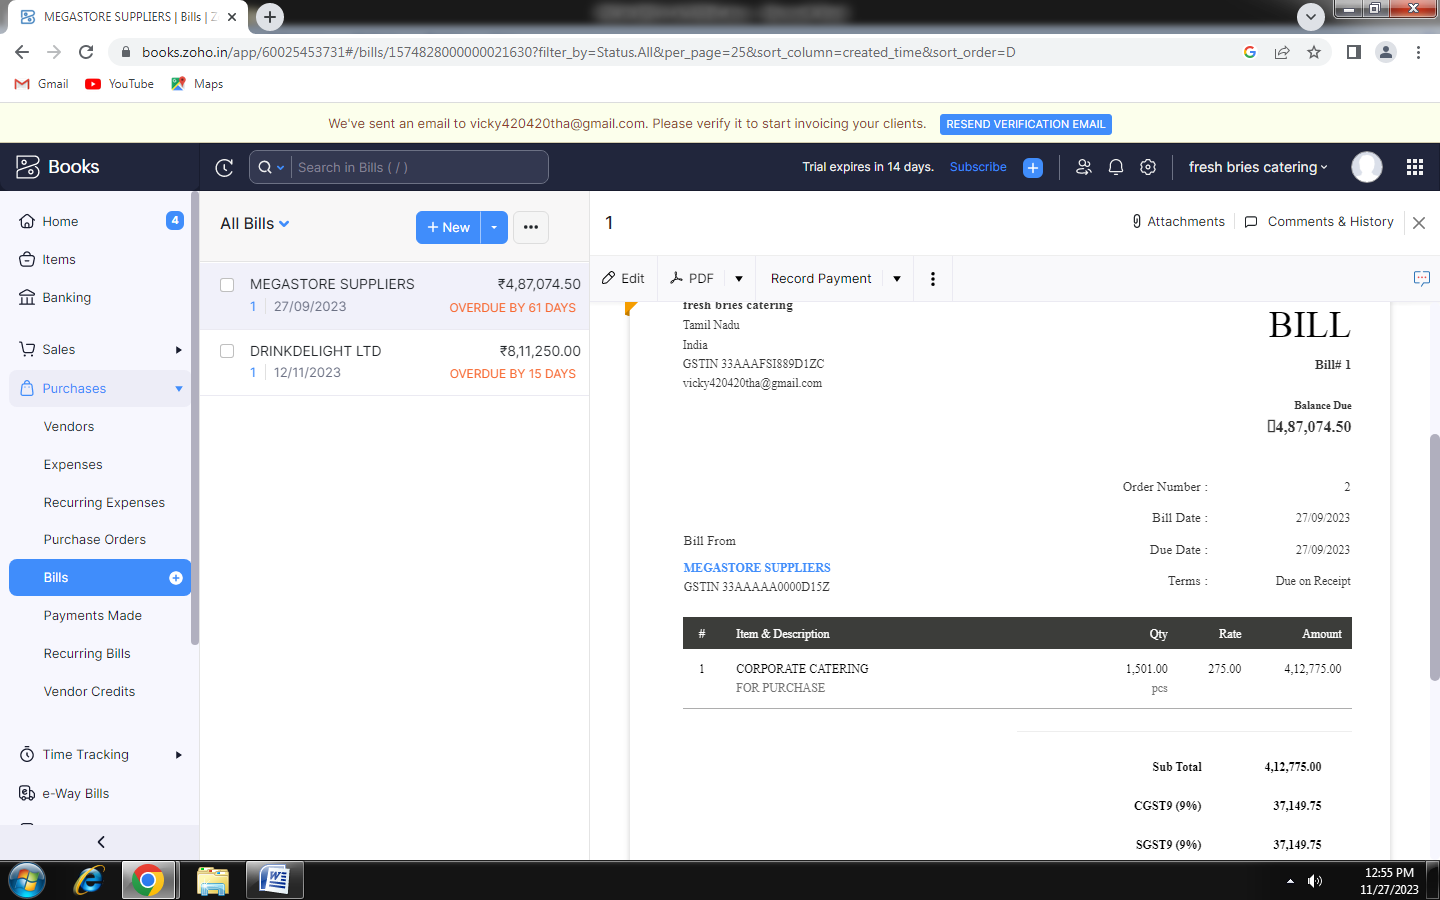 MEGASTORE SUPPLIERS | Bills | Z
books.zoho.in/app/60025453731#/bills/1574828000000021630?filter_by=Status.All&per_page=25&sort_column=created_time&sort_order=D
Gmail YouTube Maps
We've sent an email to vicky420420tha@gmail.com. Please verify it to start invoicing your clients. RESEND VERIFICATION EMAIL
Books
Search in Bills ( / )
Trial expires in 14 days. Subscribe
fresh bries catering
Home 4
Items
Banking
Sales
Purchases
Vendors
Expenses
Recurring Expenses
Purchase Orders
Bills
Payments Made
Recurring Bills
Vendor Credits
Time Tracking
e-Way Bills
All Bills
+ New
MEGASTORE SUPPLIERS ₹4,87,074.50
1 27/09/2023 OVERDUE BY 61 DAYS
DRINKDELIGHT LTD ₹8,11,250.00
1 12/11/2023 OVERDUE BY 15 DAYS
1
Attachments Comments & History
Edit PDF Record Payment
fresh bries catering
Tamil Nadu
India
GSTIN 33AAAFSI889D1ZC
vicky420420tha@gmail.com
BILL
Bill# 1
Balance Due
4,87,074.50
Order Number : 2
Bill Date : 27/09/2023
Due Date : 27/09/2023
Terms : Due on Receipt
Bill From
MEGASTORE SUPPLIERS
GSTIN 33AAAAA0000D15Z
# Item & Description Qty Rate Amount
1 CORPORATE CATERING 1,501.00 275.00 4,12,775.00
FOR PURCHASE pcs
Sub Total 4,12,775.00
CGST9 (9%) 37,149.75
SGST9 (9%) 37,149.75
12:55 PM
11/27/2023